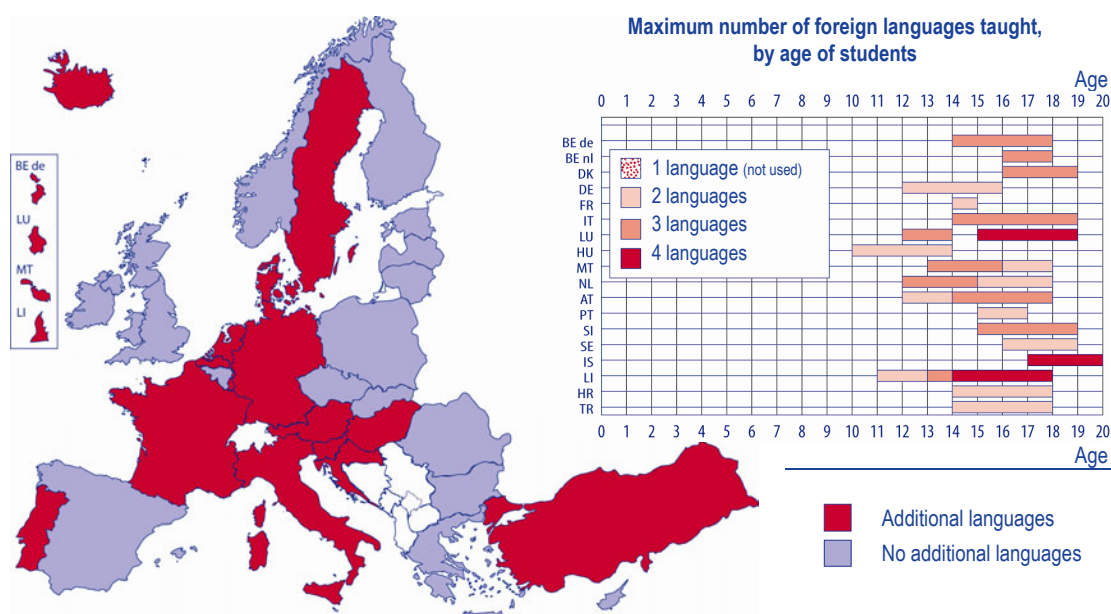 Maximum number of foreign languages taught,
by age of students
Age
0 1 2 3 4 5 6 7 8 9 10 11 12 13 14 15 16 17 18 19 20
BE de
BE nl
DK
DE
FR
IT
LU
HU
MT
NL
AT
PT
SI
SE
IS
LI
HR
TR
1 language (not used)
2 languages
3 languages
4 languages
0 1 2 3 4 5 6 7 8 9 10 11 12 13 14 15 16 17 18 19 20
Age
BE de
LU
MT
LI
Additional languages
No additional languages